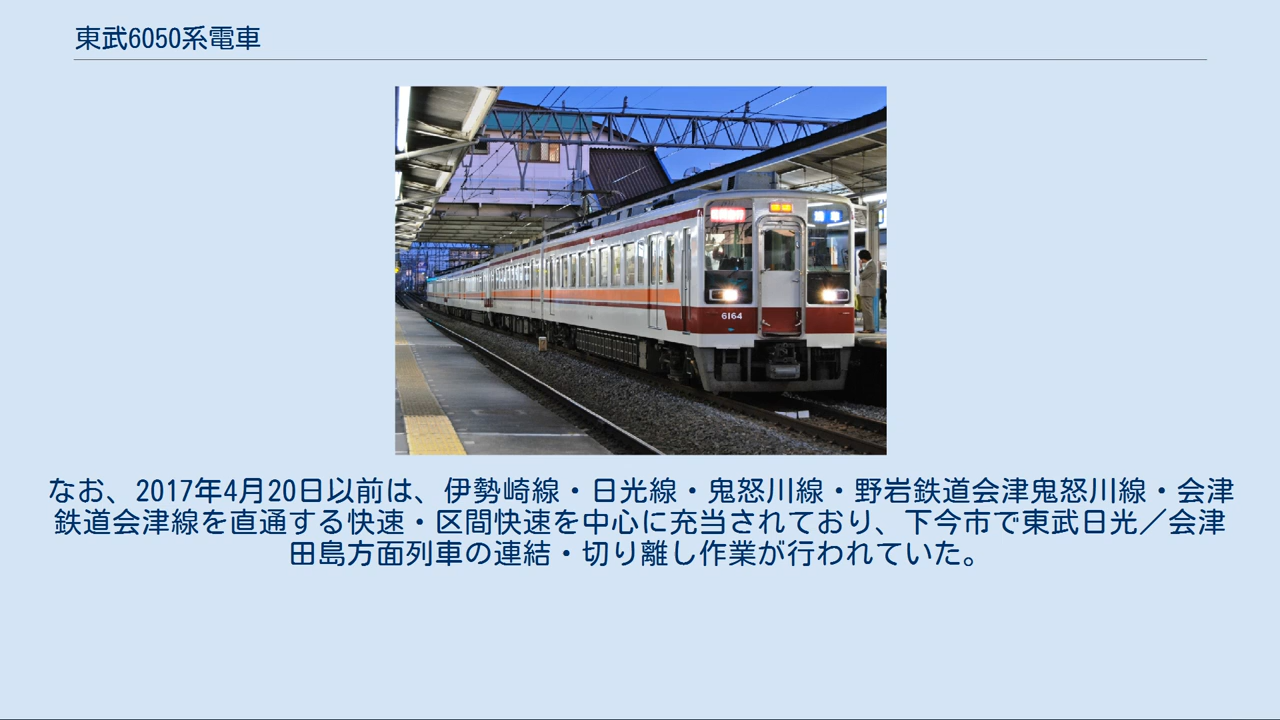 東武6050系電車
6164
なお、2017年4月20日以前は、伊勢崎線・日光線・鬼怒川線・野岩鉄道会津鬼怒川線・会津
鉄道会津線を直通する快速・区間快速を中心に充当されており、下今市で東武日光／会津
田島方面列車の連結・切り離し作業が行われていた。